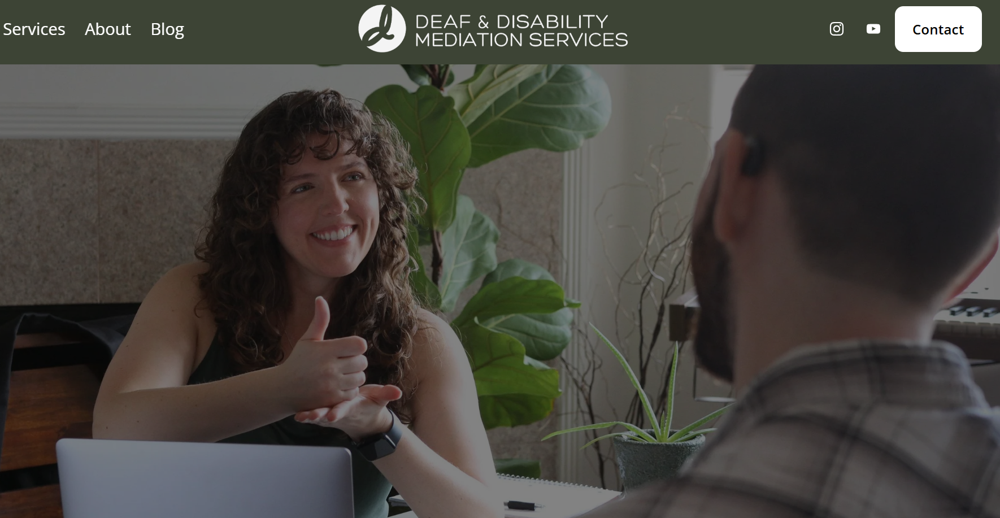 Services About Blog
DEAF & DISABILITY
MEDIATION SERVICES
Contact